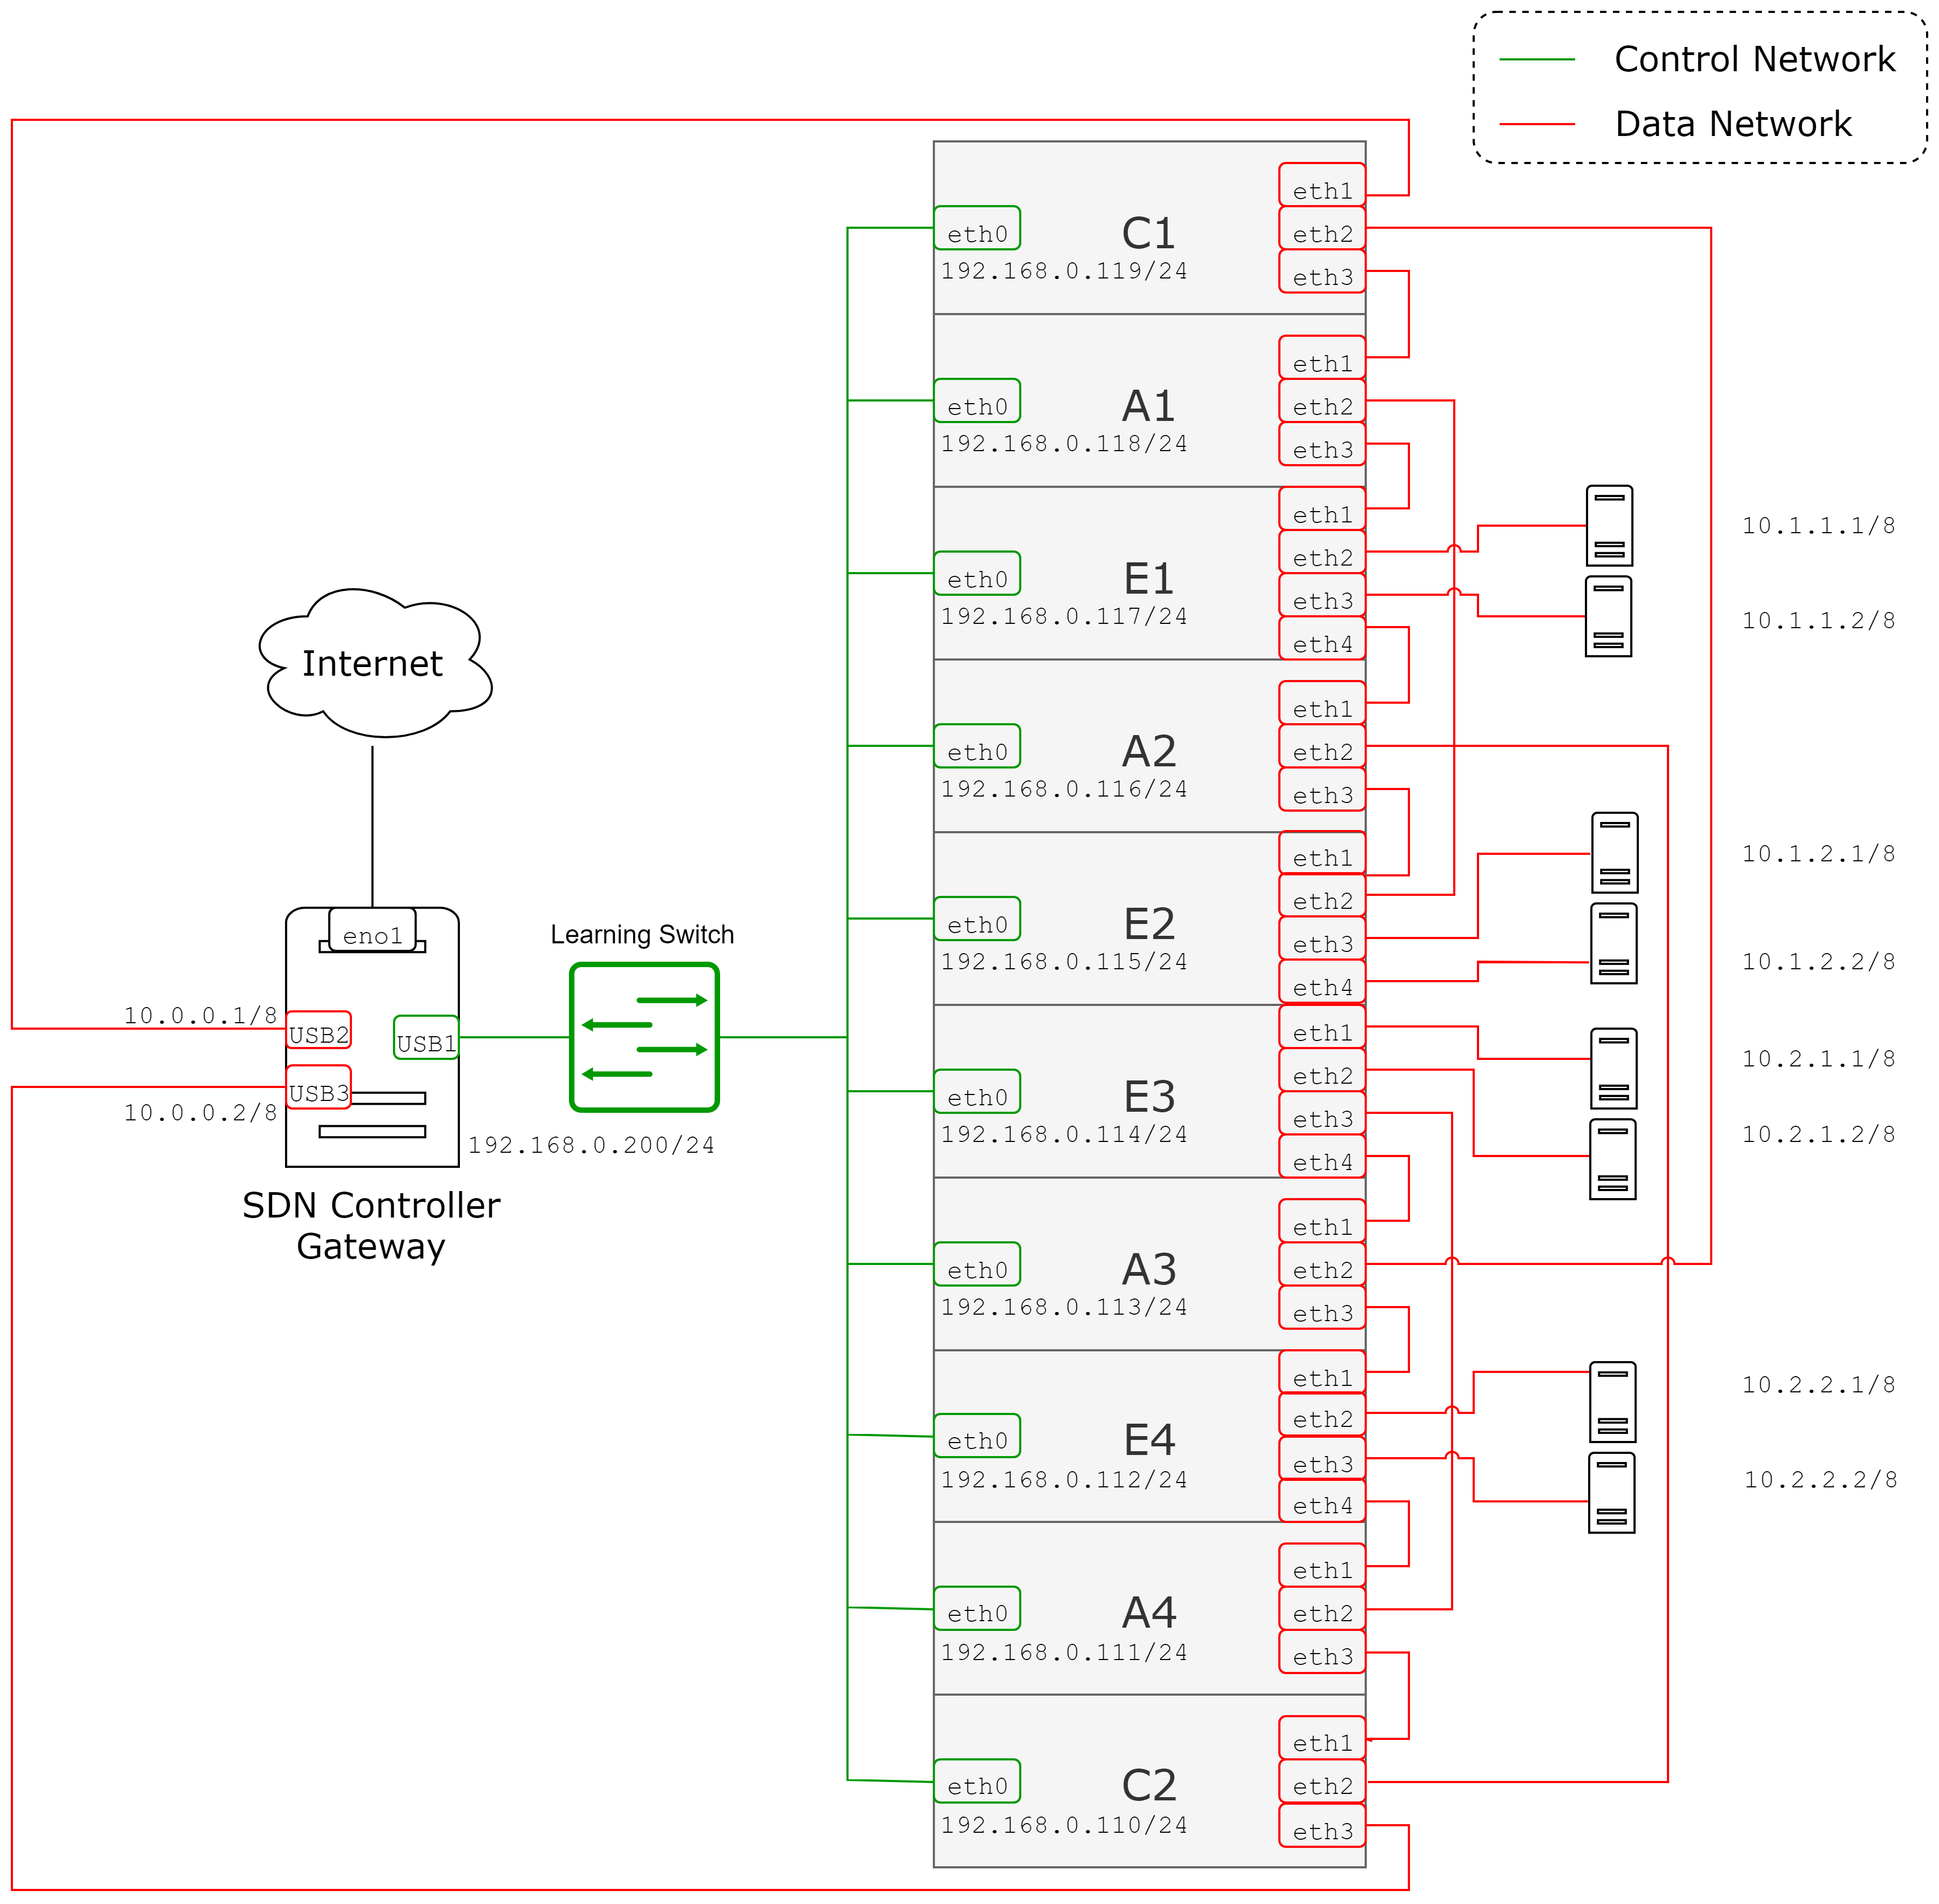 Control Network
Data Network
eth1
eth0
C1
eth2
192.168.0.119/24
eth3
eth1
eth0
A1
eth2
192.168.0.118/24
eth3
eth1
eth2
10.1.1.1/8
eth0
E1
eth3
192.168.0.117/24
10.1.1.2/8
eth4
Internet
eth1
eth0
A2
eth2
192.168.0.116/24
eth3
eth1
10.1.2.1/8
eth2
eth0
E2
eno1
Learning Switch
eth3
192.168.0.115/24
10.1.2.2/8
eth4
10.0.0.1/8
USB2
USB1
eth1
10.2.1.1/8
eth2
USB3
eth0
E3
10.0.0.2/8
eth3
192.168.0.114/24
10.2.1.2/8
192.168.0.200/24
eth4
SDN Controller
Gateway
eth1
eth0
A3
eth2
192.168.0.113/24
eth3
eth1
10.2.2.1/8
eth2
eth0
E4
eth3
192.168.0.112/24
10.2.2.2/8
eth4
eth1
eth0
A4
eth2
192.168.0.111/24
eth3
eth1
eth0
C2
eth2
192.168.0.110/24
eth3